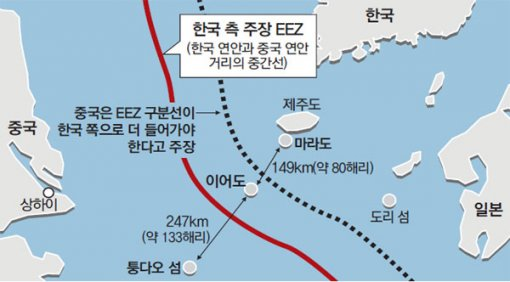 한국 측 주장 EEZ
(한국 연안과 중국 연안
거리의 중간선)
한국
중국은 EEZ 구분선이
한국 쪽으로 더 들어가야
한다고 주장
제주도
마라도
중국
149km(약 80해리)
이어도
상하이
247km
(약 133해리)
도리 섬
일본
퉁다오 섬